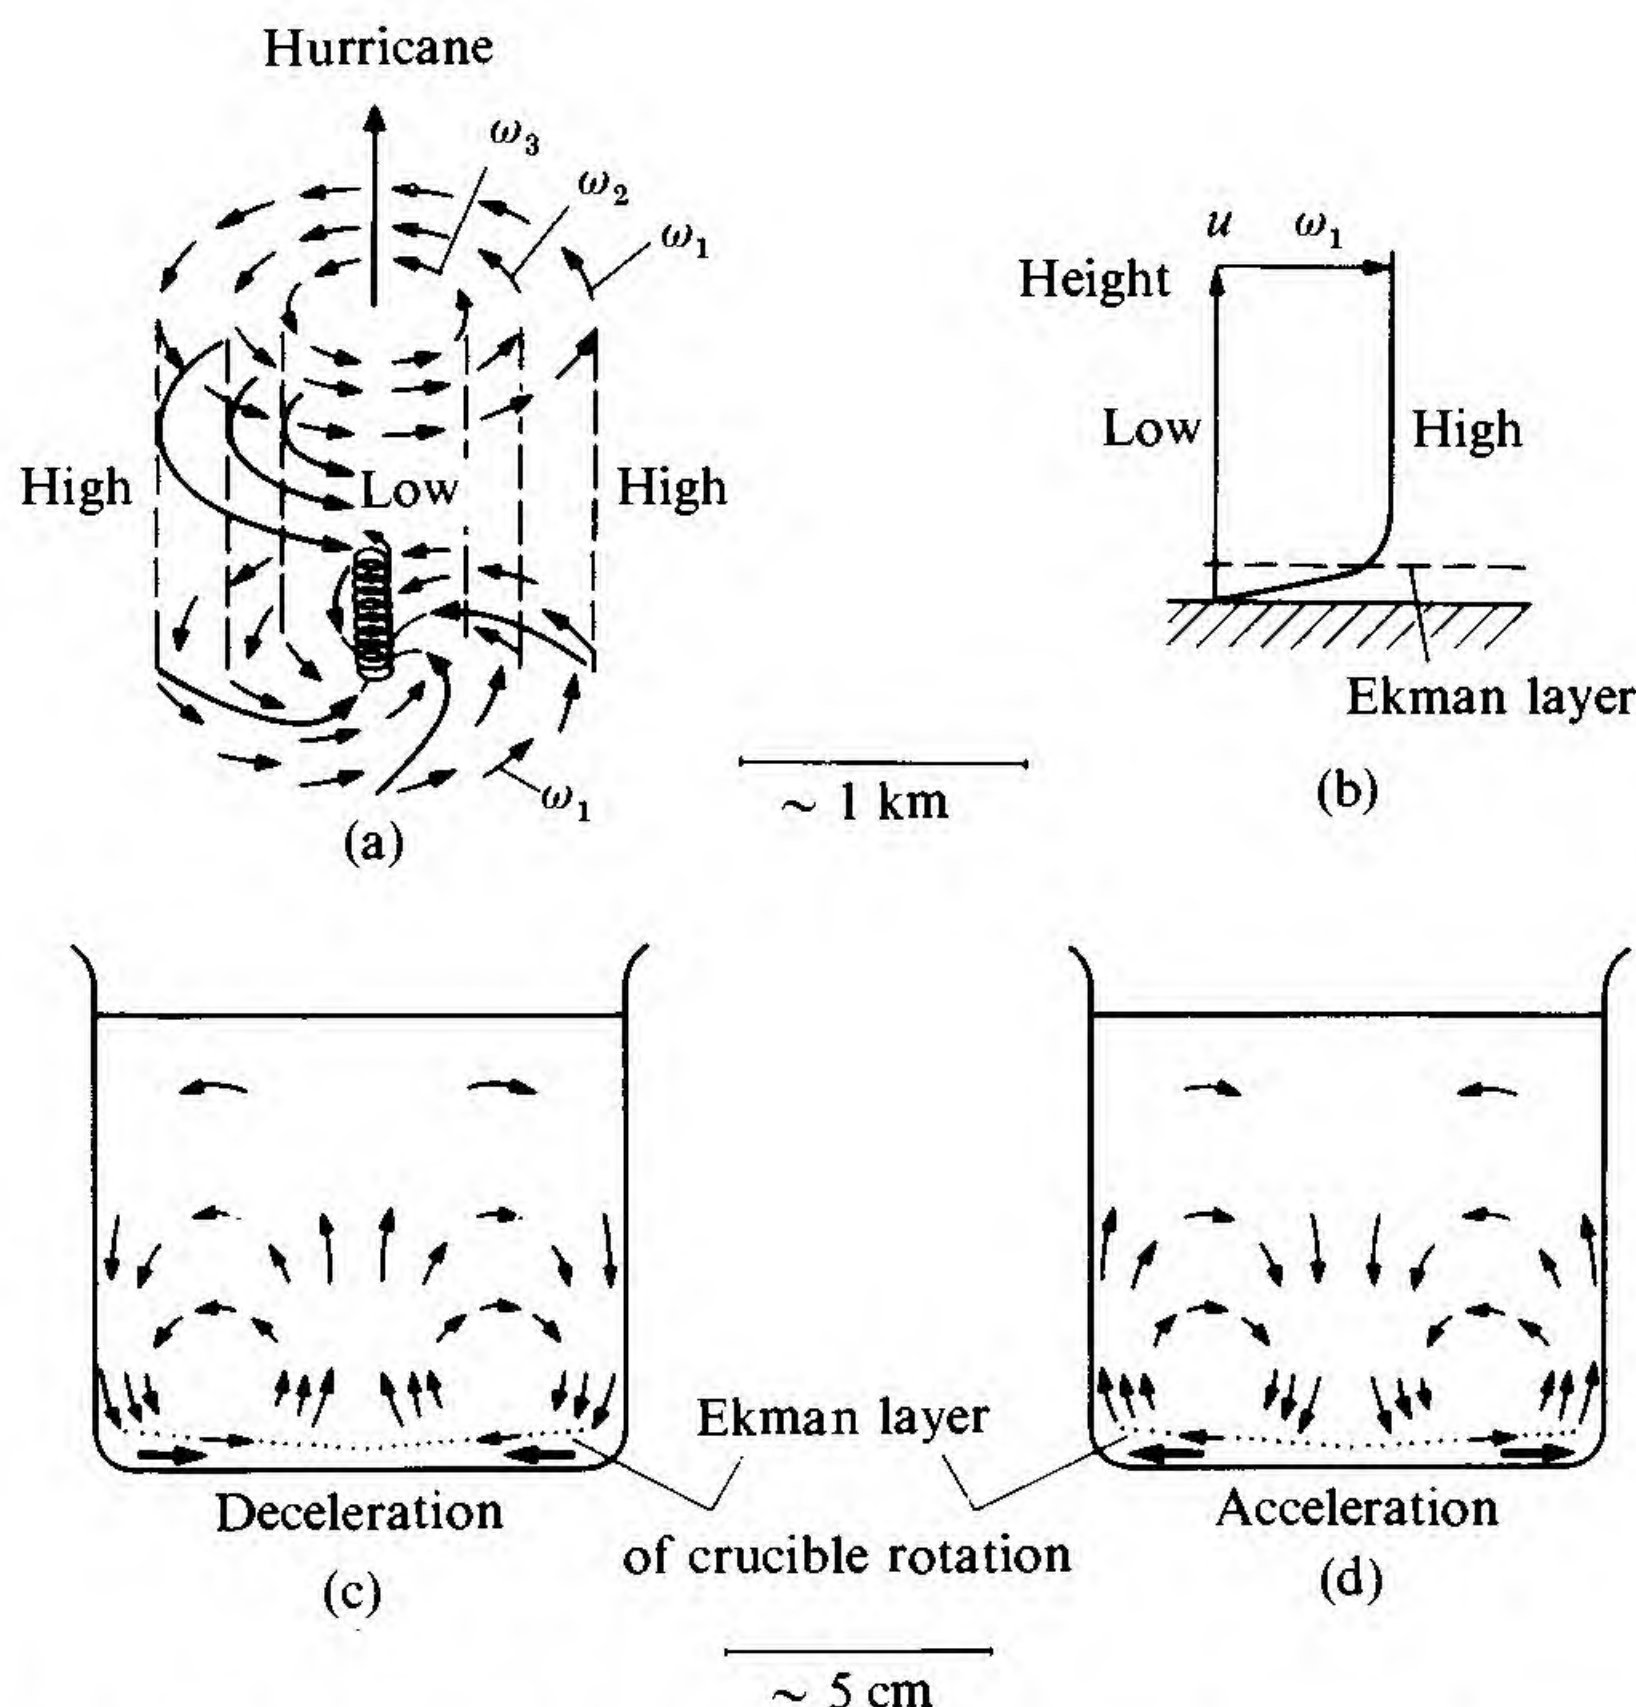 Hurricane
ω₃
ω₂
ω₁
High
Low
High
ω₁
(a)
~ 1 km
u ω₁
Height
Low
High
Ekman layer
(b)
Ekman layer
Deceleration
Acceleration
of crucible rotation
(c)
(d)
~ 5 cm